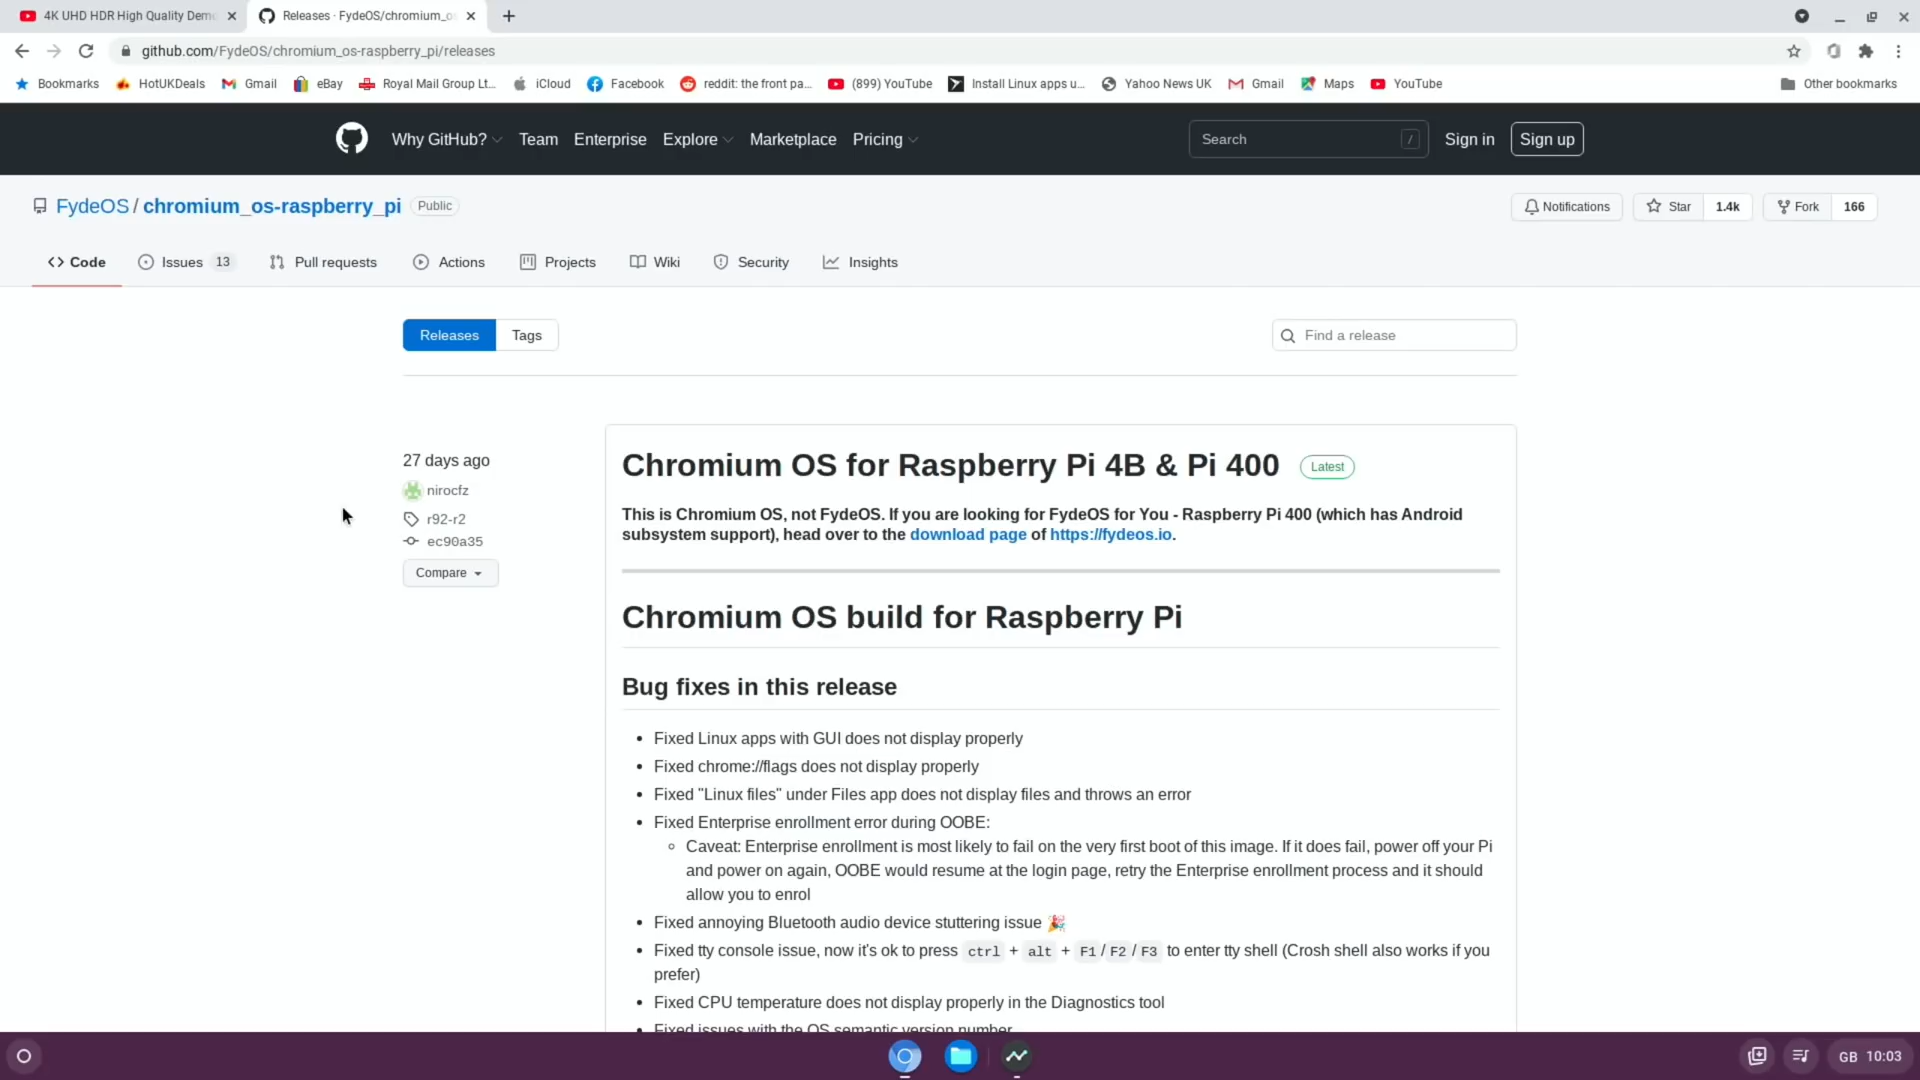 4K UHD HDR High Quality Demo
Releases · FydeOS/chromium_os
github.com/FydeOS/chromium_os-raspberry_pi/releases
Bookmarks HotUKDeals Gmail eBay Royal Mail Group Lt... iCloud Facebook reddit: the front pa... (899) YouTube Install Linux apps u... Yahoo News UK Gmail Maps YouTube Other bookmarks
Why GitHub? Team Enterprise Explore Marketplace Pricing Search / Sign in Sign up
FydeOS / chromium_os-raspberry_pi Public Notifications Star 1.4k Fork 166
Code Issues 13 Pull requests Actions Projects Wiki Security Insights
Releases Tags Find a release
27 days ago
nirocfz
r92-r2
ec90a35
Compare
Chromium OS for Raspberry Pi 4B & Pi 400 Latest
This is Chromium OS, not FydeOS. If you are looking for FydeOS for You - Raspberry Pi 400 (which has Android
subsystem support), head over to the download page of https://fydeos.io.
Chromium OS build for Raspberry Pi
Bug fixes in this release
• Fixed Linux apps with GUI does not display properly
• Fixed chrome://flags does not display properly
• Fixed "Linux files" under Files app does not display files and throws an error
• Fixed Enterprise enrollment error during OOBE:
◦ Caveat: Enterprise enrollment is most likely to fail on the very first boot of this image. If it does fail, power off your Pi
and power on again, OOBE would resume at the login page, retry the Enterprise enrollment process and it should
allow you to enrol
• Fixed annoying Bluetooth audio device stuttering issue 🎉
• Fixed tty console issue, now it's ok to press ctrl + alt + F1 / F2 / F3 to enter tty shell (Crosh shell also works if you
prefer)
• Fixed CPU temperature does not display properly in the Diagnostics tool
• Fixed issues with the OS semantic version number
GB 10:03